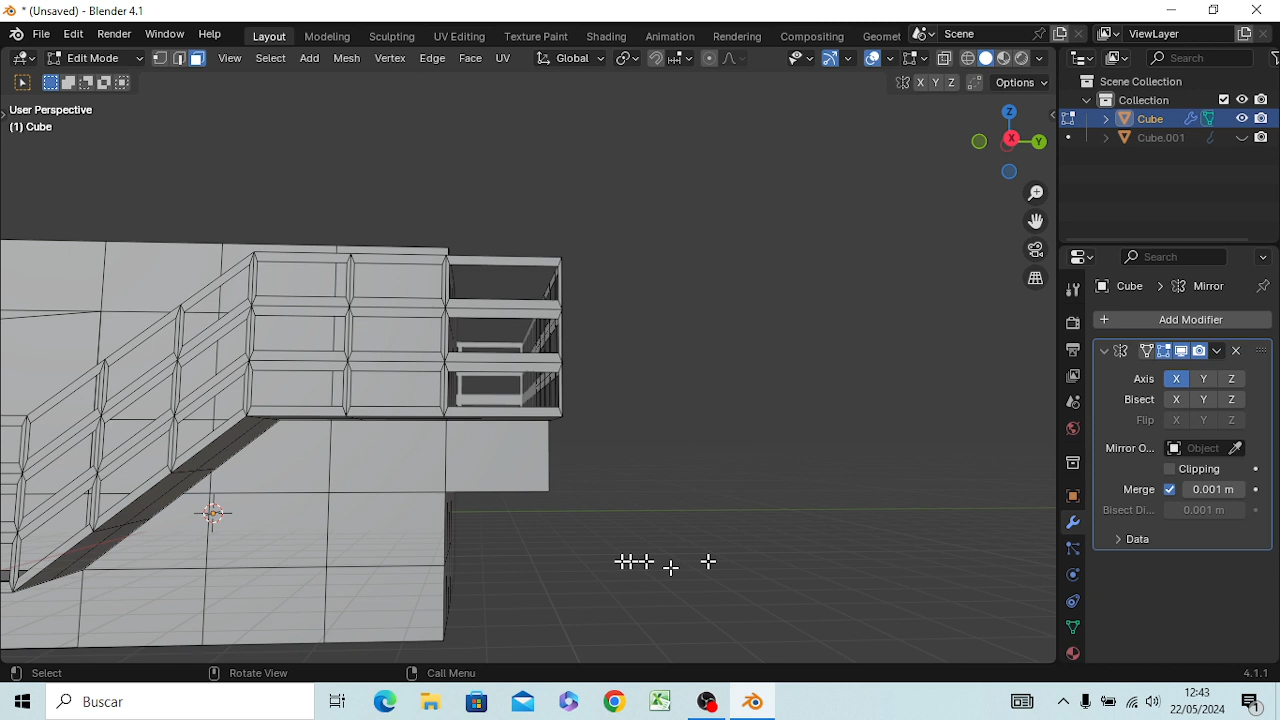 * (Unsaved) - Blender 4.1
File Edit Render Window Help
Layout Modeling Sculpting UV Editing Texture Paint Shading Animation Rendering Compositing Geomet
Scene ViewLayer
Edit Mode View Select Add Mesh Vertex Edge Face UV Global
Search
X Y Z Options
User Perspective
(1) Cube
Z
X
Y
Scene Collection
Collection
Cube
Cube.001
Search
Cube > Mirror
+ Add Modifier
Axis X Y Z
Bisect X Y Z
Flip X Y Z
Mirror O... Object
Clipping
Merge 0.001 m
Bisect Di... 0.001 m
Data
Select Rotate View Call Menu 4.1.1
Buscar
12:43
22/05/2024
1